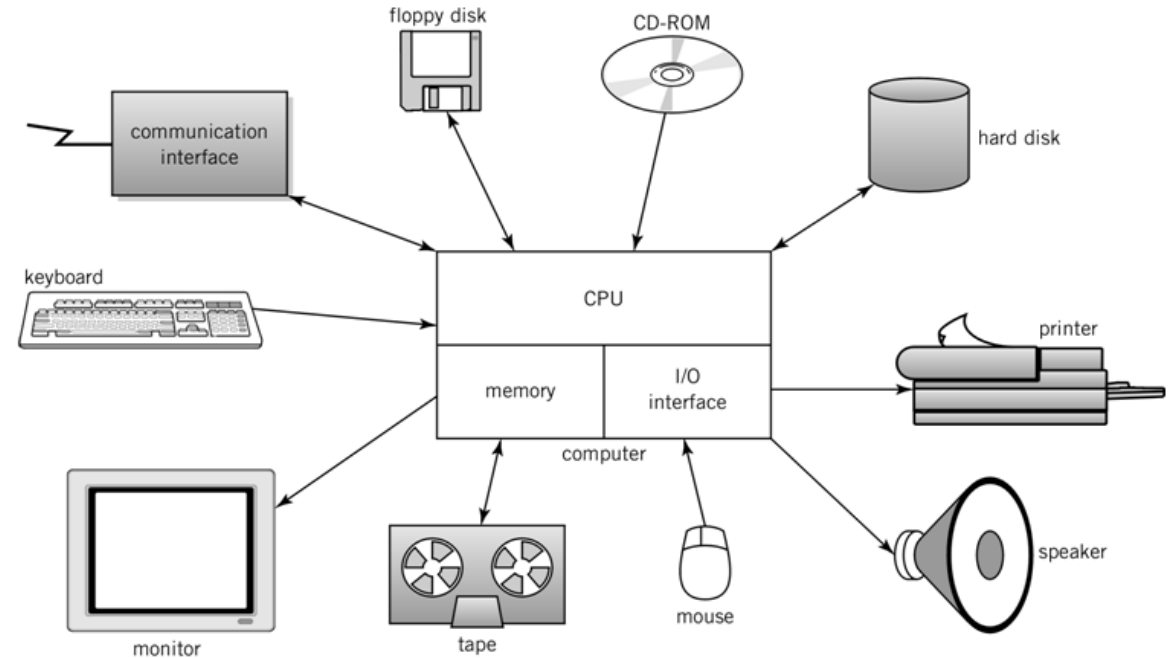 floppy disk
CD-ROM
communication
interface
hard disk
keyboard
CPU
printer
memory
I/O
interface
computer
speaker
mouse
tape
monitor